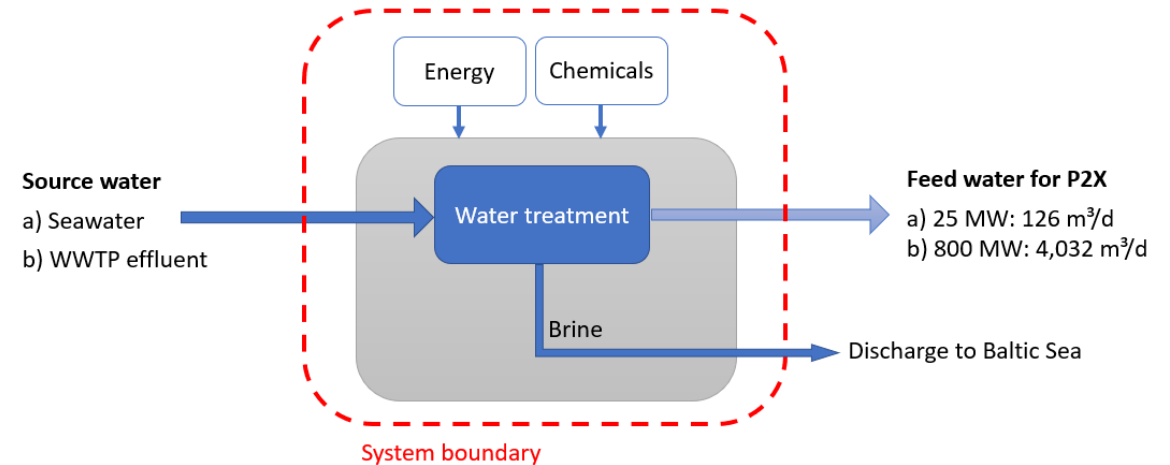 Energy
Chemicals
Source water
a) Seawater
b) WWTP effluent
Water treatment
Feed water for P2X
a) 25 MW: 126 m³/d
b) 800 MW: 4,032 m³/d
Brine
Discharge to Baltic Sea
System boundary